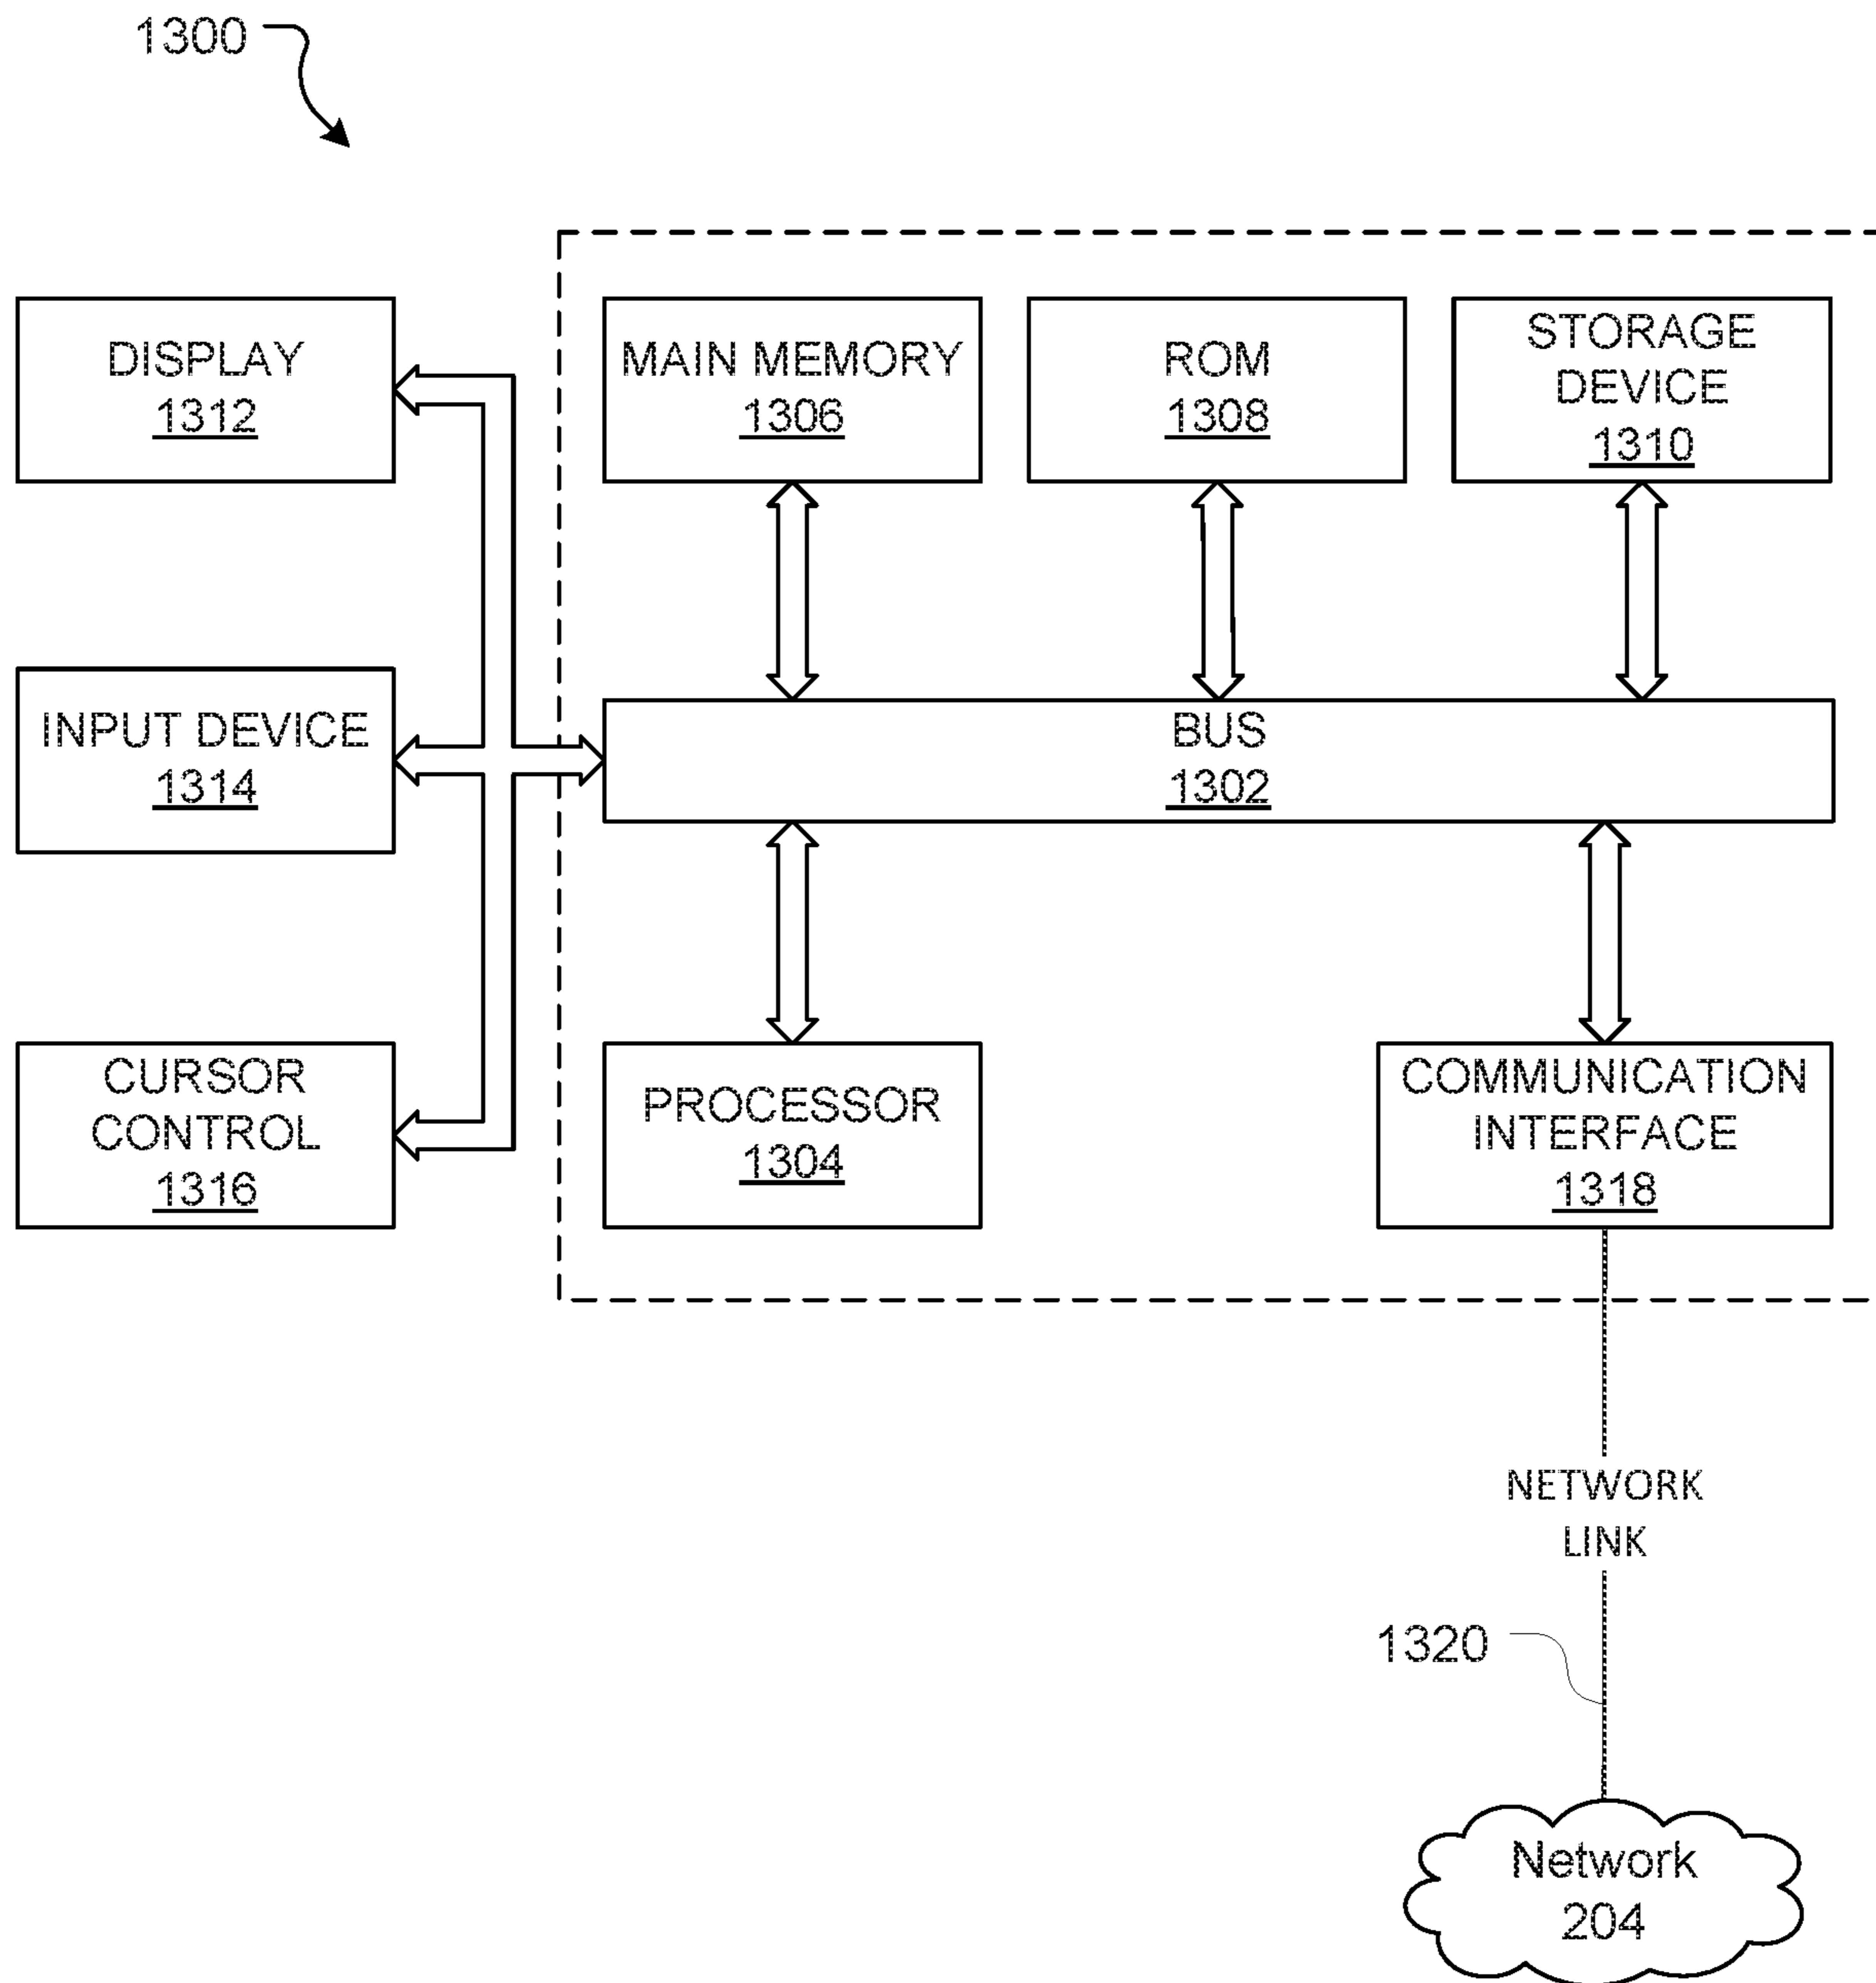 1300
DISPLAY
1312
MAIN MEMORY
1306
ROM
1308
STORAGE
DEVICE
1310
INPUT DEVICE
1314
BUS
1302
CURSOR
CONTROL
1316
PROCESSOR
1304
COMMUNICATION
INTERFACE
1318
NETWORK
LINK
1320
Network
204